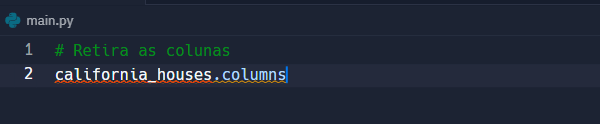 main.py
1 # Retira as colunas
2 california_houses.columns